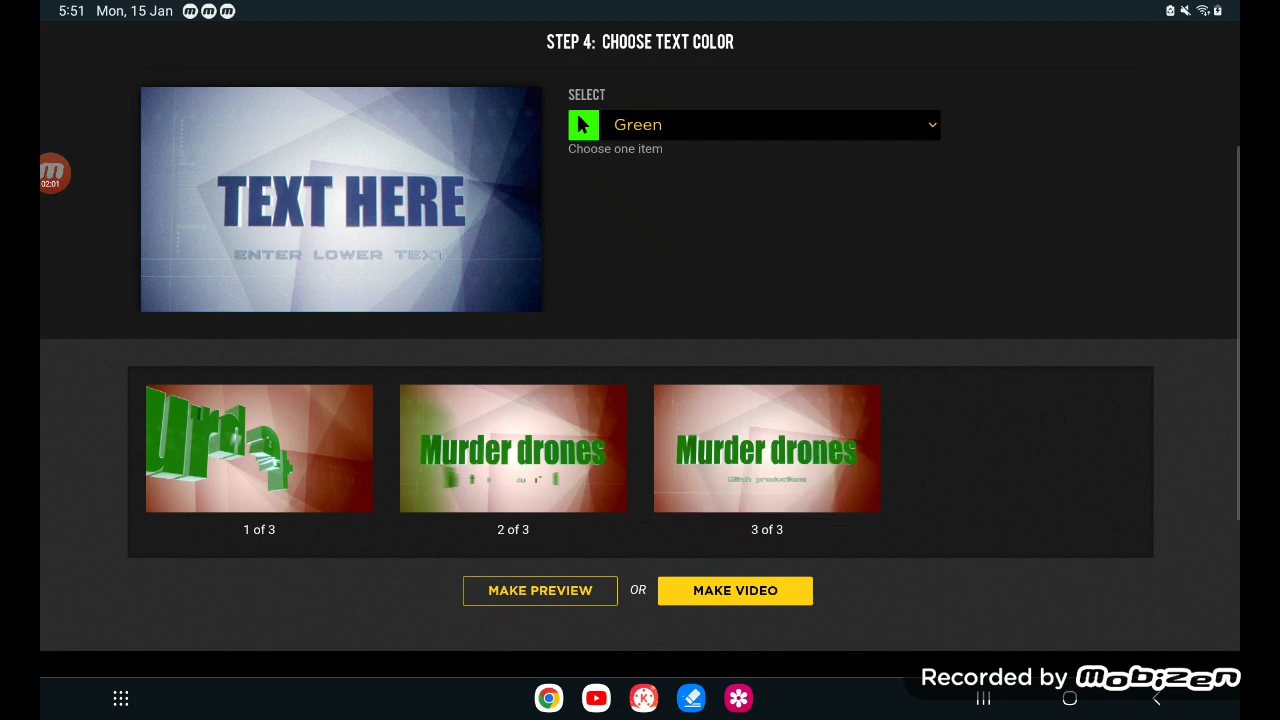 5:51 Mon, 15 Jan
STEP 4: CHOOSE TEXT COLOR
SELECT
Green
Choose one item
02:01
TEXT HERE
ENTER LOWER TEXT
Murder drones
Murder drones
Glitch productions
1 of 3
2 of 3
3 of 3
MAKE PREVIEW OR MAKE VIDEO
Recorded by mobizen